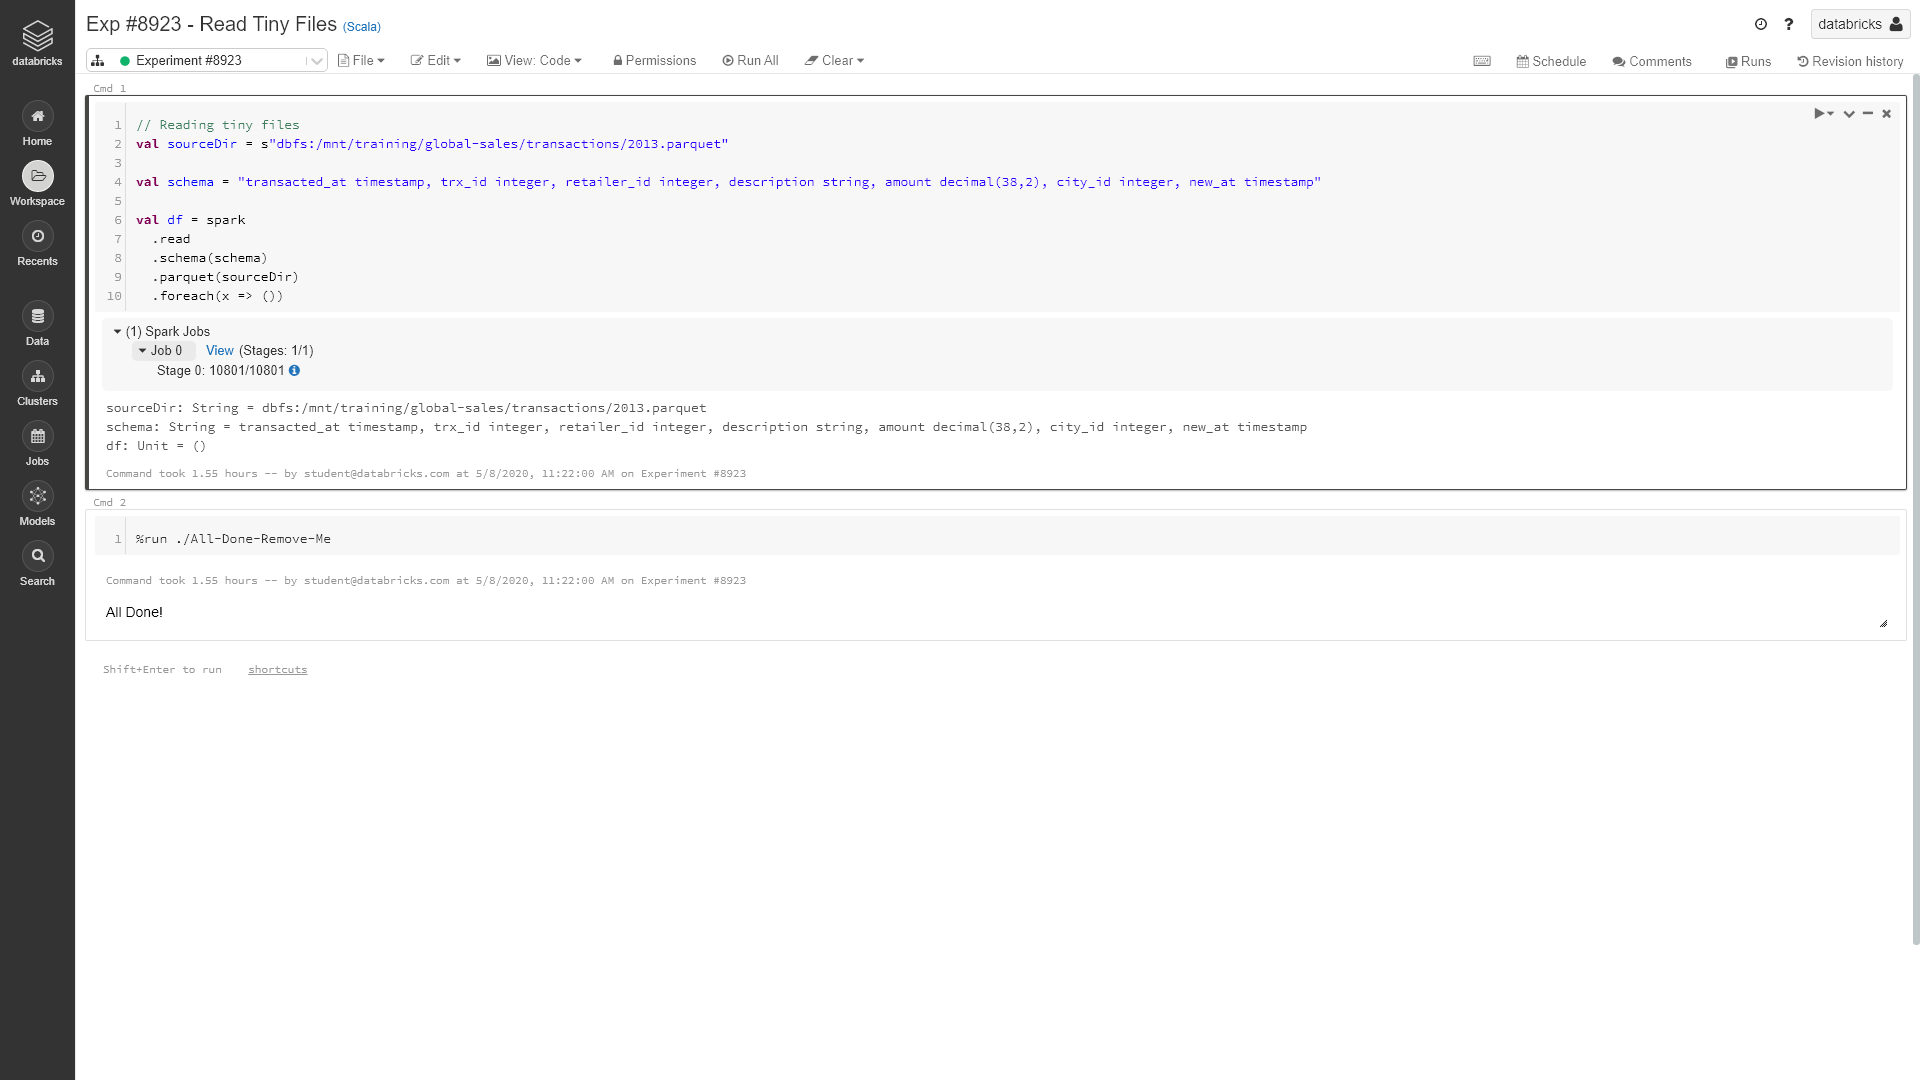 databricks
Home
Workspace
Recents
Data
Clusters
Jobs
Models
Search
Exp #8923 - Read Tiny Files (Scala)
? databricks
Experiment #8923 File Edit View: Code Permissions Run All Clear Schedule Comments Runs Revision history
Cmd 1
1 // Reading tiny files
2 val sourceDir = s"dbfs:/mnt/training/global-sales/transactions/2013.parquet"
3
4 val schema = "transacted_at timestamp, trx_id integer, retailer_id integer, description string, amount decimal(38,2), city_id integer, new_at timestamp"
5
6 val df = spark
7 .read
8 .schema(schema)
9 .parquet(sourceDir)
10 .foreach(x => ())
(1) Spark Jobs
Job 0 View (Stages: 1/1)
Stage 0: 10801/10801 i
sourceDir: String = dbfs:/mnt/training/global-sales/transactions/2013.parquet
schema: String = transacted_at timestamp, trx_id integer, retailer_id integer, description string, amount decimal(38,2), city_id integer, new_at timestamp
df: Unit = ()
Command took 1.55 hours -- by student@databricks.com at 5/8/2020, 11:22:00 AM on Experiment #8923
Cmd 2
1 %run ./All-Done-Remove-Me
Command took 1.55 hours -- by student@databricks.com at 5/8/2020, 11:22:00 AM on Experiment #8923
All Done!
Shift+Enter to run shortcuts